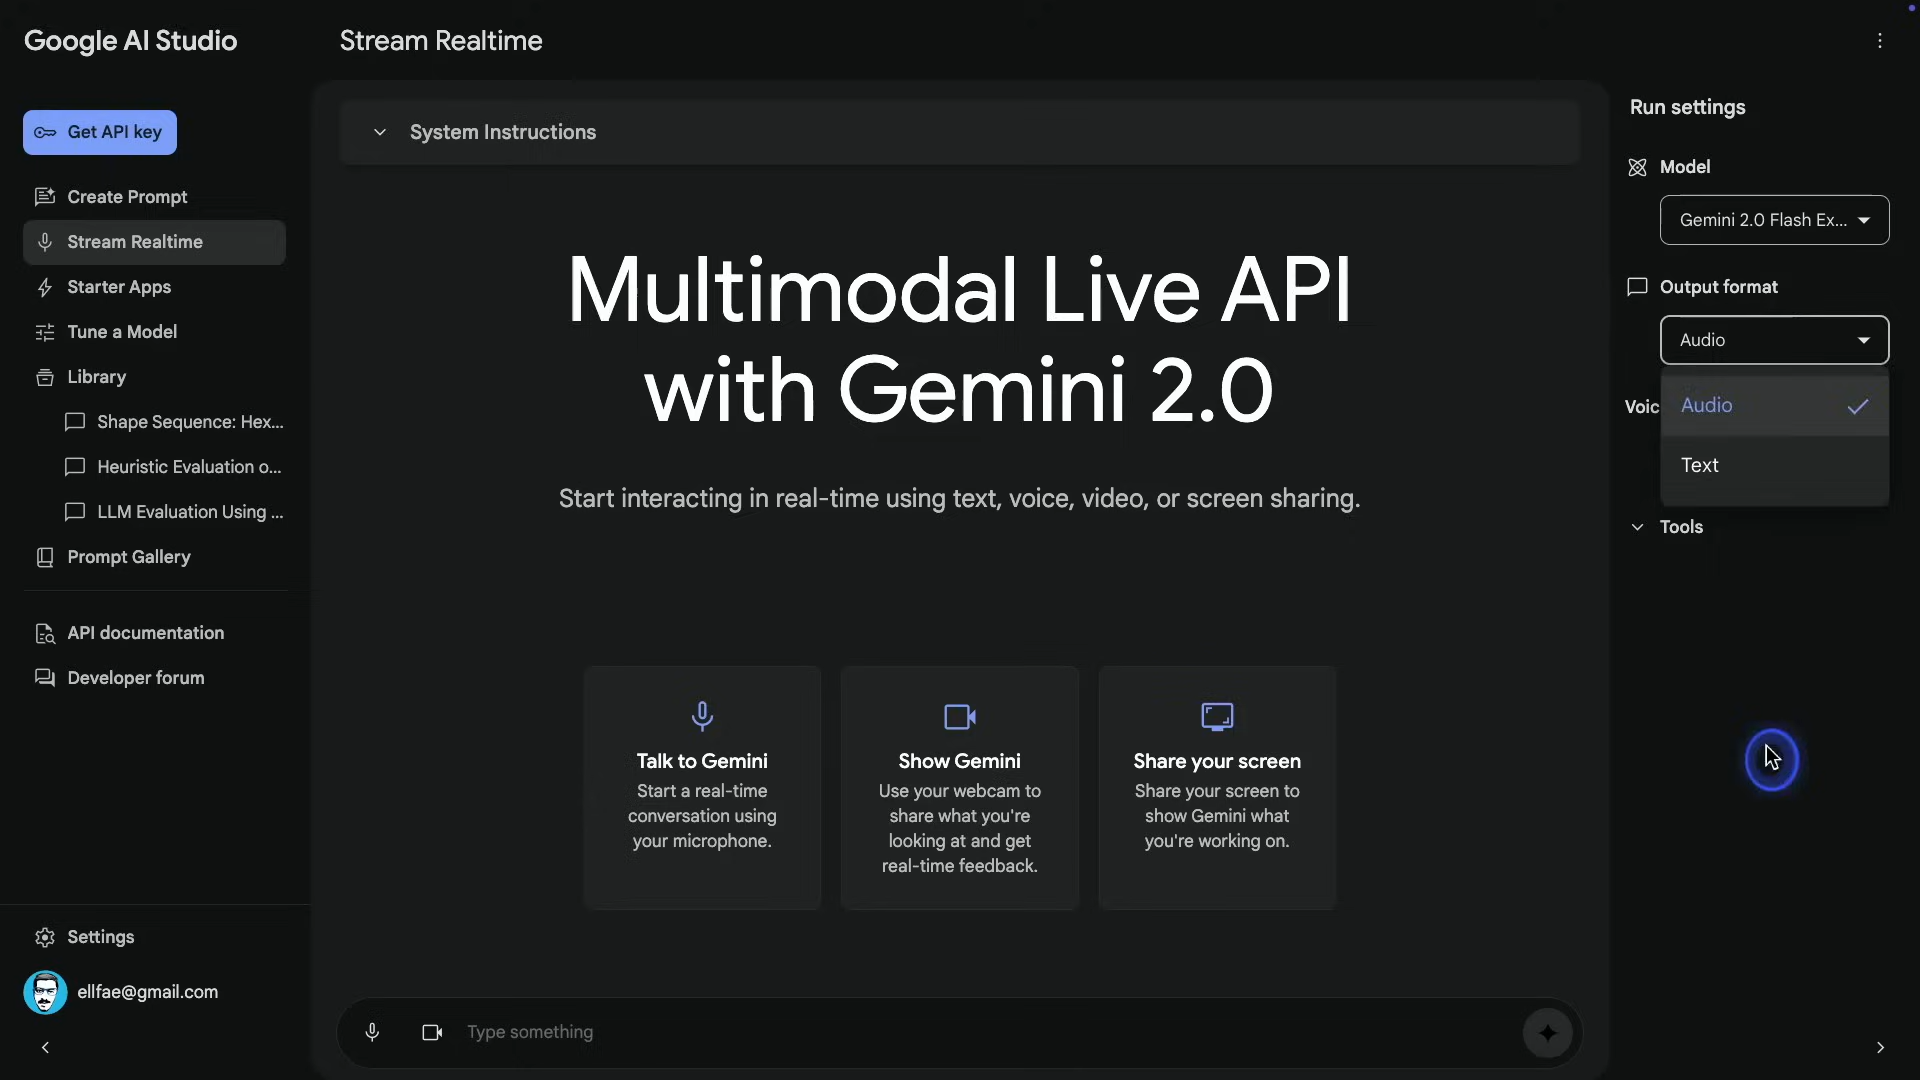 Google AI Studio
Stream Realtime
Get API key
Create Prompt
Stream Realtime
Starter Apps
Tune a Model
Library
Shape Sequence: Hex...
Heuristic Evaluation o...
LLM Evaluation Using ...
Prompt Gallery
API documentation
Developer forum
Settings
ellfae@gmail.com
System Instructions
Multimodal Live API
with Gemini 2.0
Start interacting in real-time using text, voice, video, or screen sharing.
Talk to Gemini
Start a real-time
conversation using
your microphone.
Show Gemini
Use your webcam to
share what you're
looking at and get
real-time feedback.
Share your screen
Share your screen to
show Gemini what
you're working on.
Type something
Run settings
Model
Gemini 2.0 Flash Ex...
Output format
Audio
Voic
Audio
Text
Tools